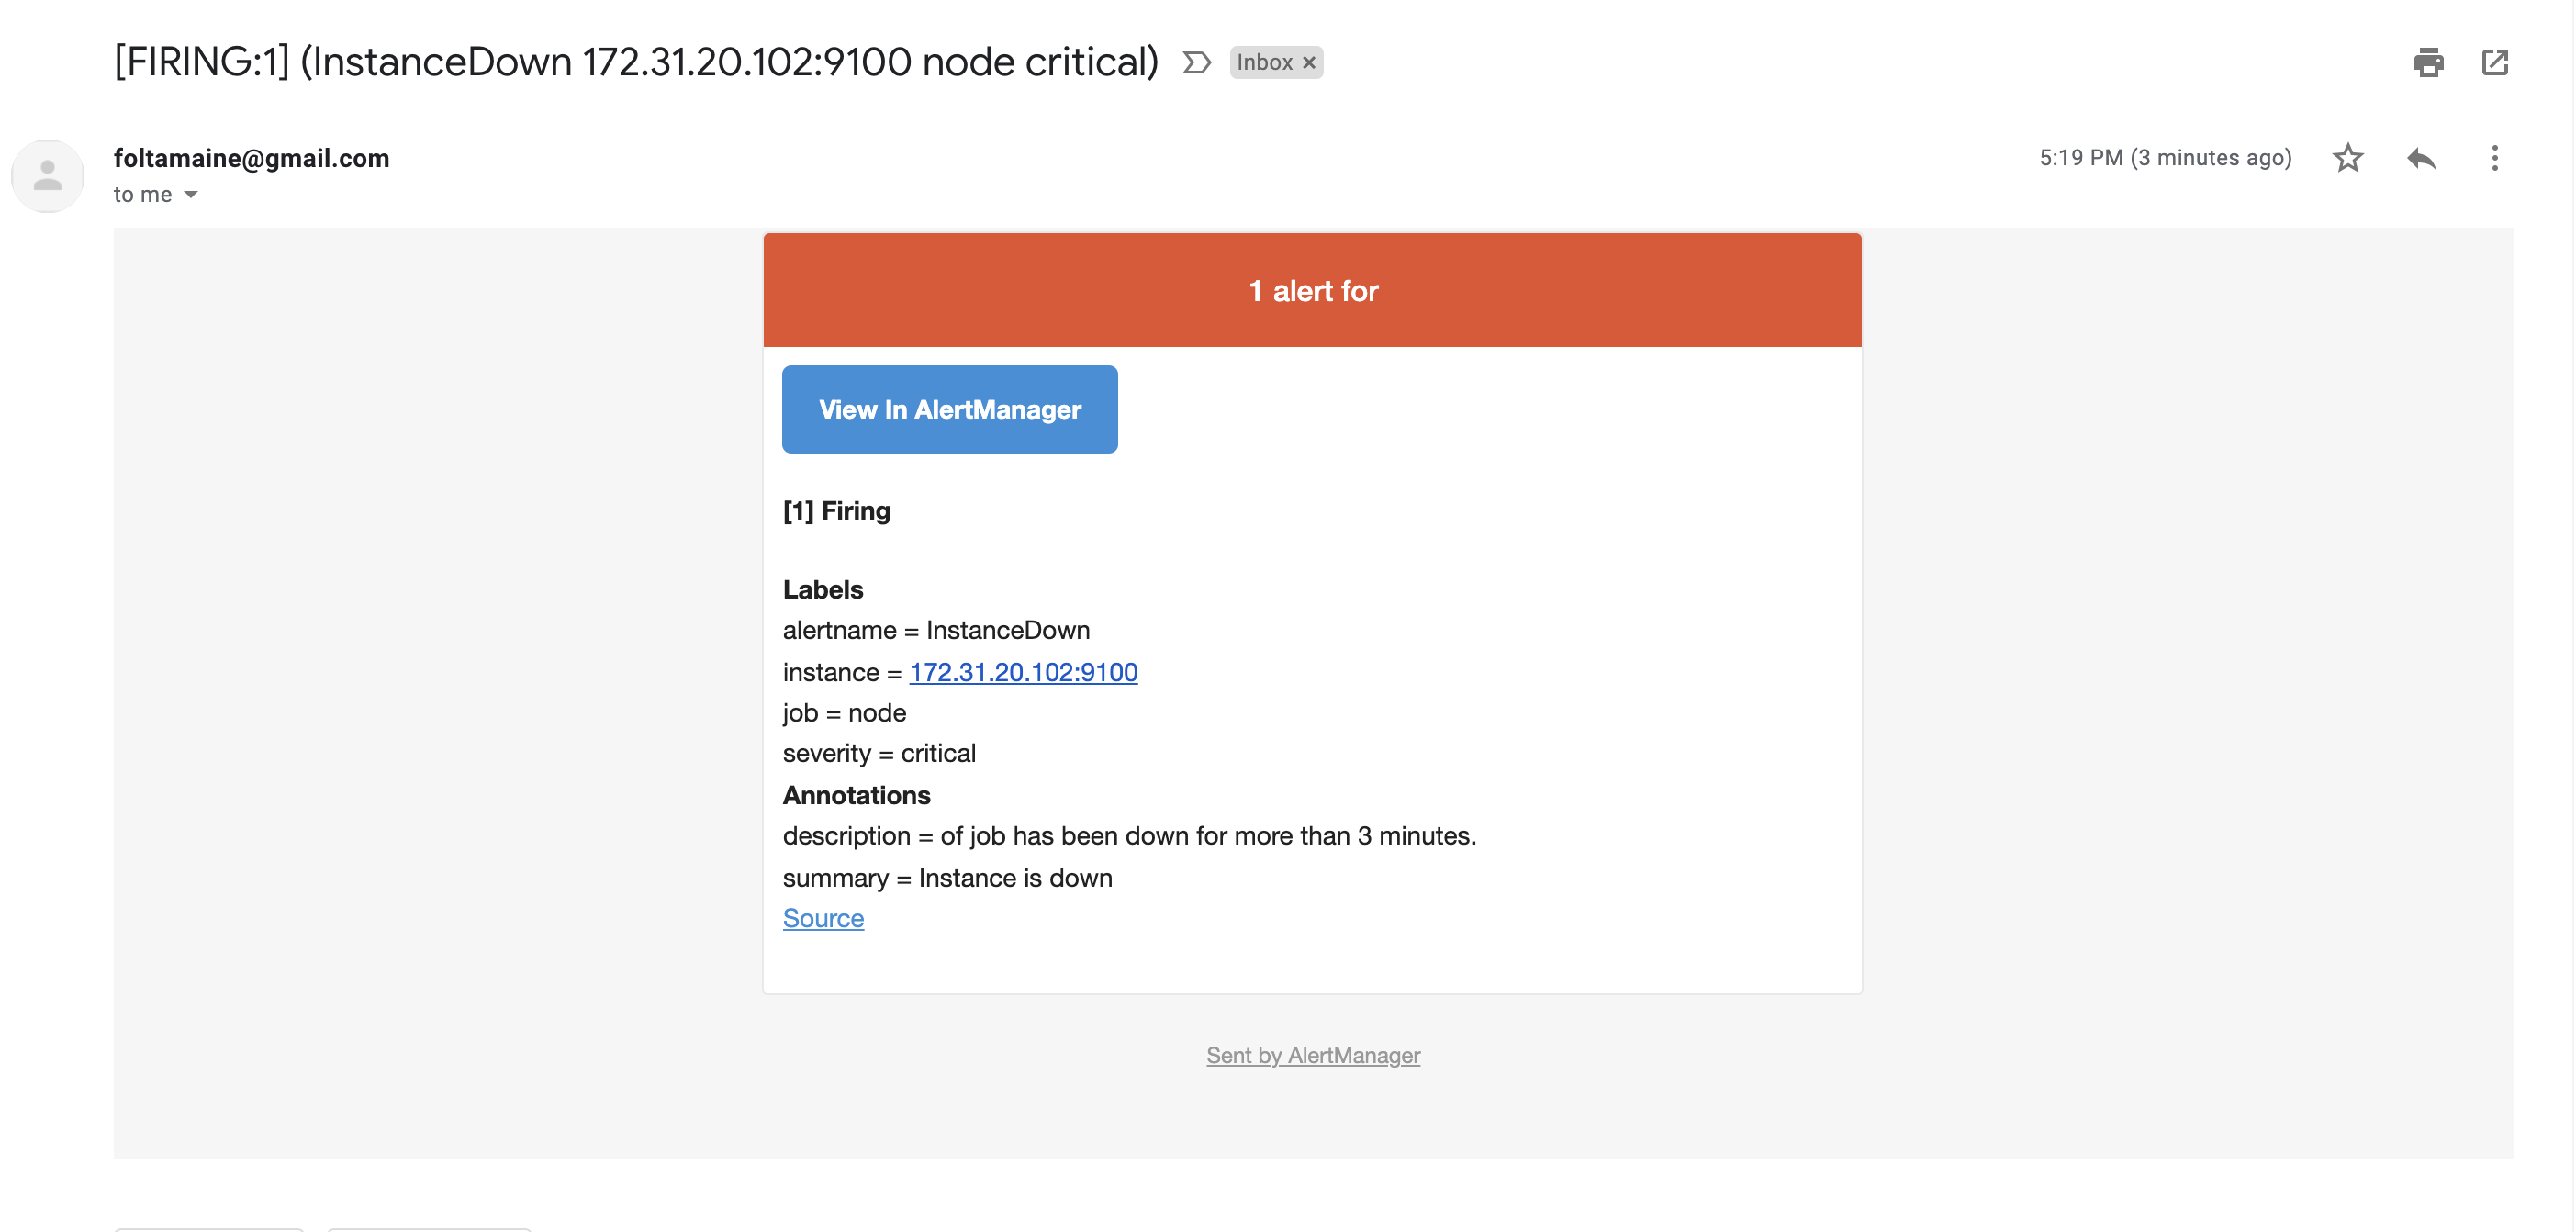 [FIRING:1] (InstanceDown 172.31.20.102:9100 node critical)
Inbox ×
foltamaine@gmail.com
5:19 PM (3 minutes ago)
to me
1 alert for
View In AlertManager
[1] Firing
Labels
alertname = InstanceDown
instance = 172.31.20.102:9100
job = node
severity = critical
Annotations
description = of job has been down for more than 3 minutes.
summary = Instance is down
Source
Sent by AlertManager